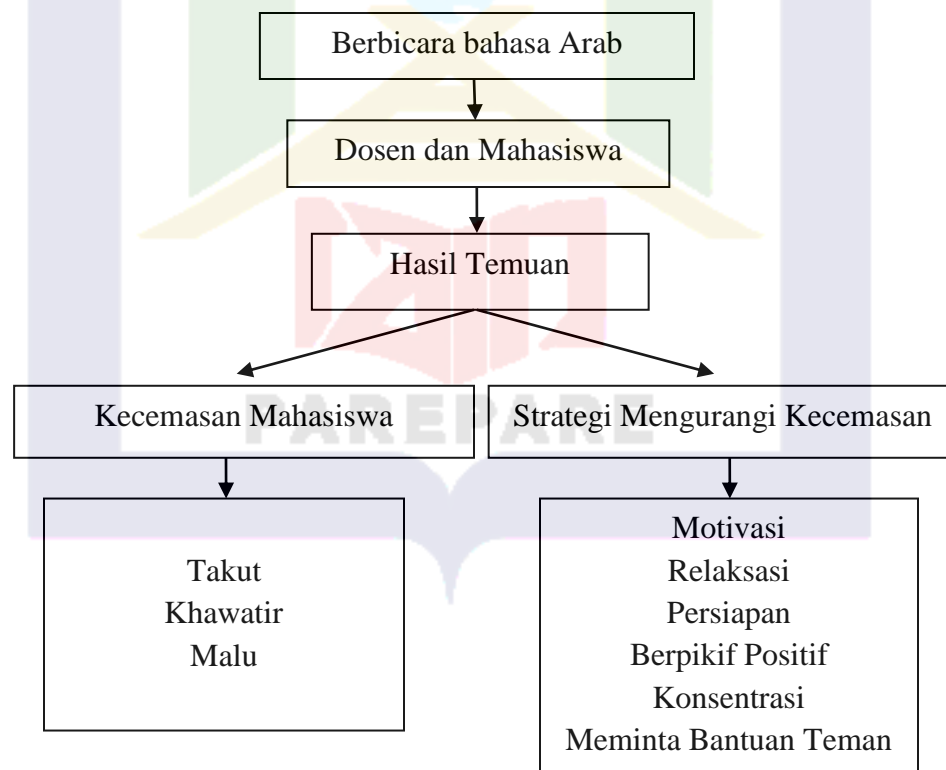 Berbicara bahasa Arab
Dosen dan Mahasiswa
Hasil Temuan
Kecemasan Mahasiswa
Strategi Mengurangi Kecemasan
PAREPARE
Takut
Khawatir
Malu
Motivasi
Relaksasi
Persiapan
Berpikif Positif
Konsentrasi
Meminta Bantuan Teman